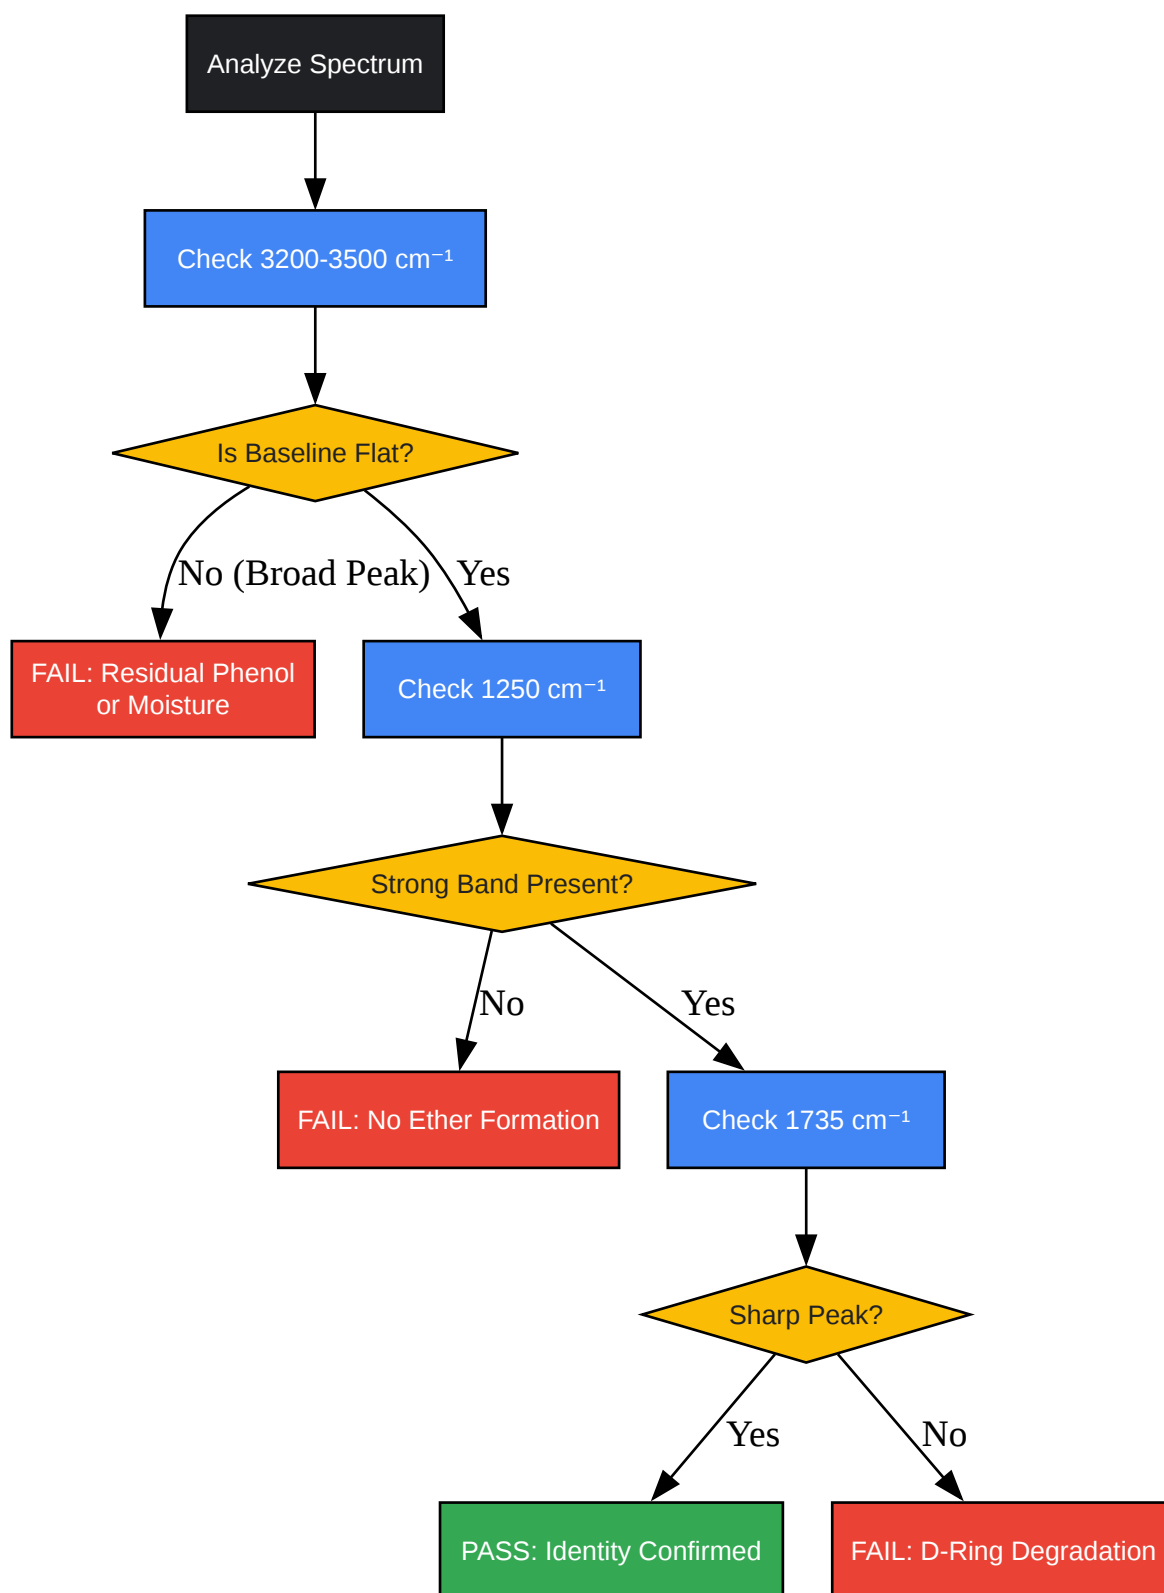 Analyze Spectrum
Check 3200-3500 cm⁻¹
Is Baseline Flat?
No (Broad Peak)
Yes
FAIL: Residual Phenol
or Moisture
Check 1250 cm⁻¹
Strong Band Present?
No
Yes
FAIL: No Ether Formation
Check 1735 cm⁻¹
Sharp Peak?
Yes
No
PASS: Identity Confirmed
FAIL: D-Ring Degradation